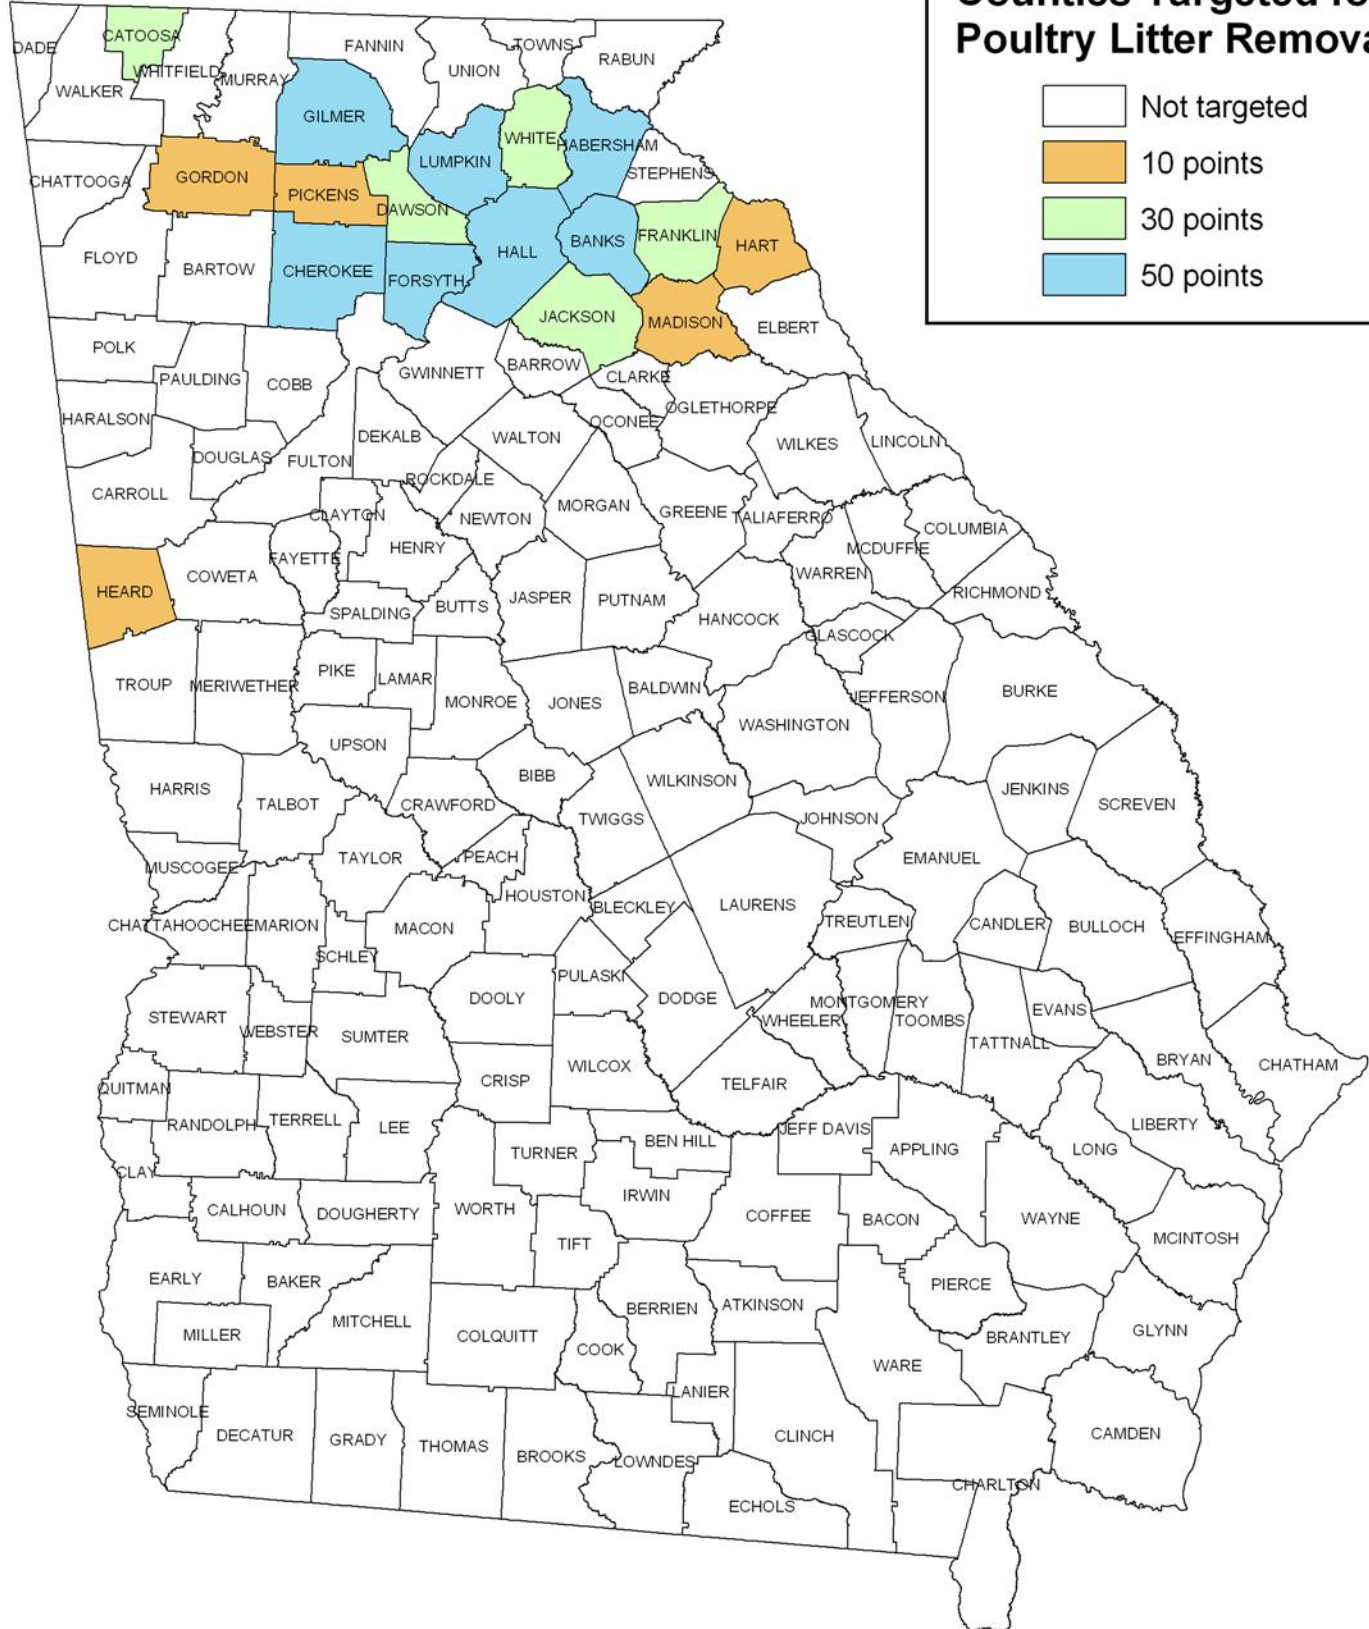 Poultry Litter Remova
Not targeted
10 points
30 points
50 points
DADE
CATOOSA
WHITFIELD
MURRAY
FANNIN
UNION
TOWNS
RABUN
WALKER
GILMER
LUMPKIN
WHITE
HABERSHAM
STEPHENS
CHATTOOGA
GORDON
PICKENS
DAWSON
HALL
BANKS
FRANKLIN
HART
FLOYD
BARTOW
CHEROKEE
FORSYTH
JACKSON
MADISON
ELBERT
POLK
PAULDING
COBB
GWINNETT
BARROW
CLARKE
OGLETHORPE
HARALSON
DOUGLAS
FULTON
DEKALB
WALTON
OCONEE
WILKES
LINCOLN
CARROLL
CLAYTON
ROCKDALE
NEWTON
MORGAN
GREENE
TALIAFERRO
MCDUFFIE
COLUMBIA
HEARD
COWETA
FAYETTE
HENRY
SPALDING
BUTTS
JASPER
PUTNAM
HANCOCK
WARREN
RICHMOND
GLASCOCK
TROUP
MERIWETHER
PIKE
LAMAR
MONROE
JONES
BALDWIN
WASHINGTON
JEFFERSON
BURKE
UPSON
HARRIS
TALBOT
CRAWFORD
BIBB
TWIGGS
WILKINSON
JOHNSON
JENKINS
SCREVEN
MUSCOGEE
TAYLOR
PEACH
HOUSTON
BLECKLEY
LAURENS
EMANUEL
CHATTAHOOCHEE
MARION
SCHLEY
MACON
TREUTLEN
CANDLER
BULLOCH
EFFINGHAM
STEWART
WEBSTER
SUMTER
DOOLY
PULASKI
DODGE
WHEELER
MONTGOMERY
TOOMBS
TATTNALL
EVANS
BRYAN
CHATHAM
QUITMAN
RANDOLPH
TERRELL
LEE
CRISP
WILCOX
TELFAIR
JEFF DAVIS
APPLING
LONG
LIBERTY
CLAY
CALHOUN
DOUGHERTY
WORTH
TURNER
BEN HILL
IRWIN
TIFT
COFFEE
BACON
WAYNE
MCINTOSH
EARLY
BAKER
MILLER
MITCHELL
COLQUITT
COOK
BERRIEN
ATKINSON
PIERCE
WARE
BRANTLEY
GLYNN
SEMINOLE
DECATUR
GRADY
THOMAS
BROOKS
LOWNDES
LANIER
CLINCH
ECHOLS
CHARLTON
CAMDEN